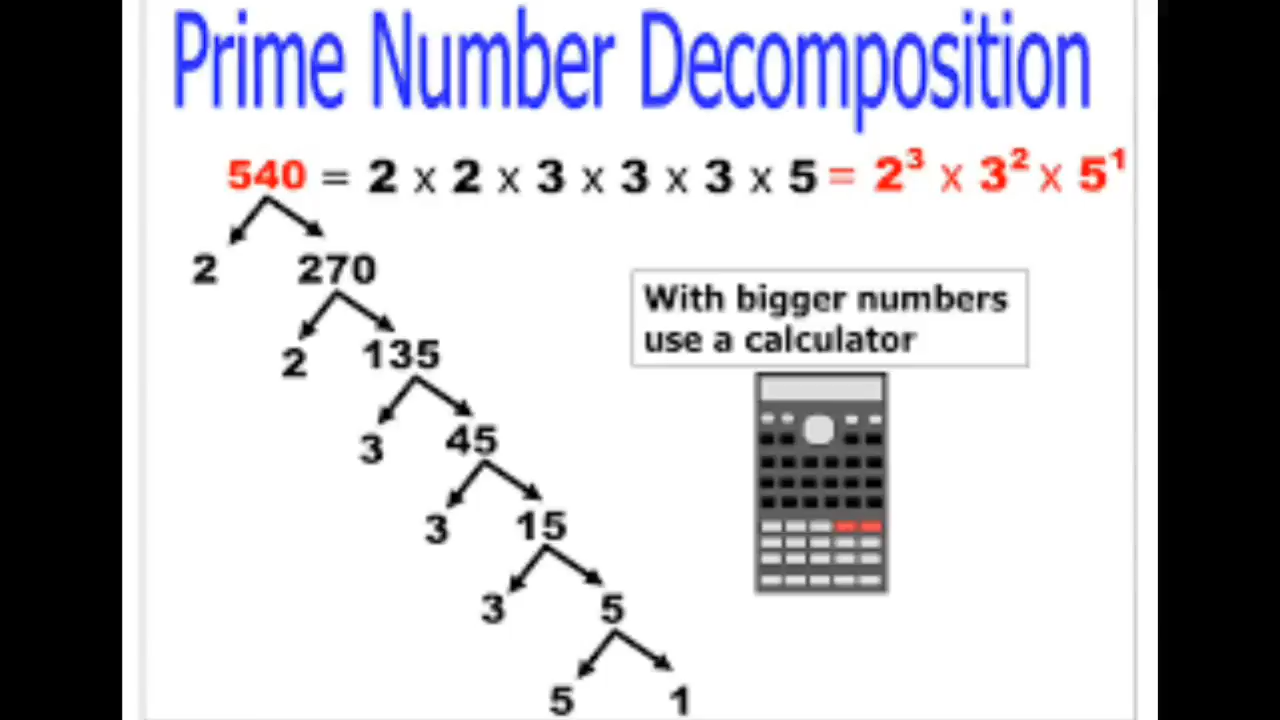 Prime Number Decomposition
540 = 2 x 2 x 3 x 3 x 3 x 5 = 2³ x 3² x 5¹
2 270
2 135
3 45
3 15
3 5
5 1
With bigger numbers
use a calculator